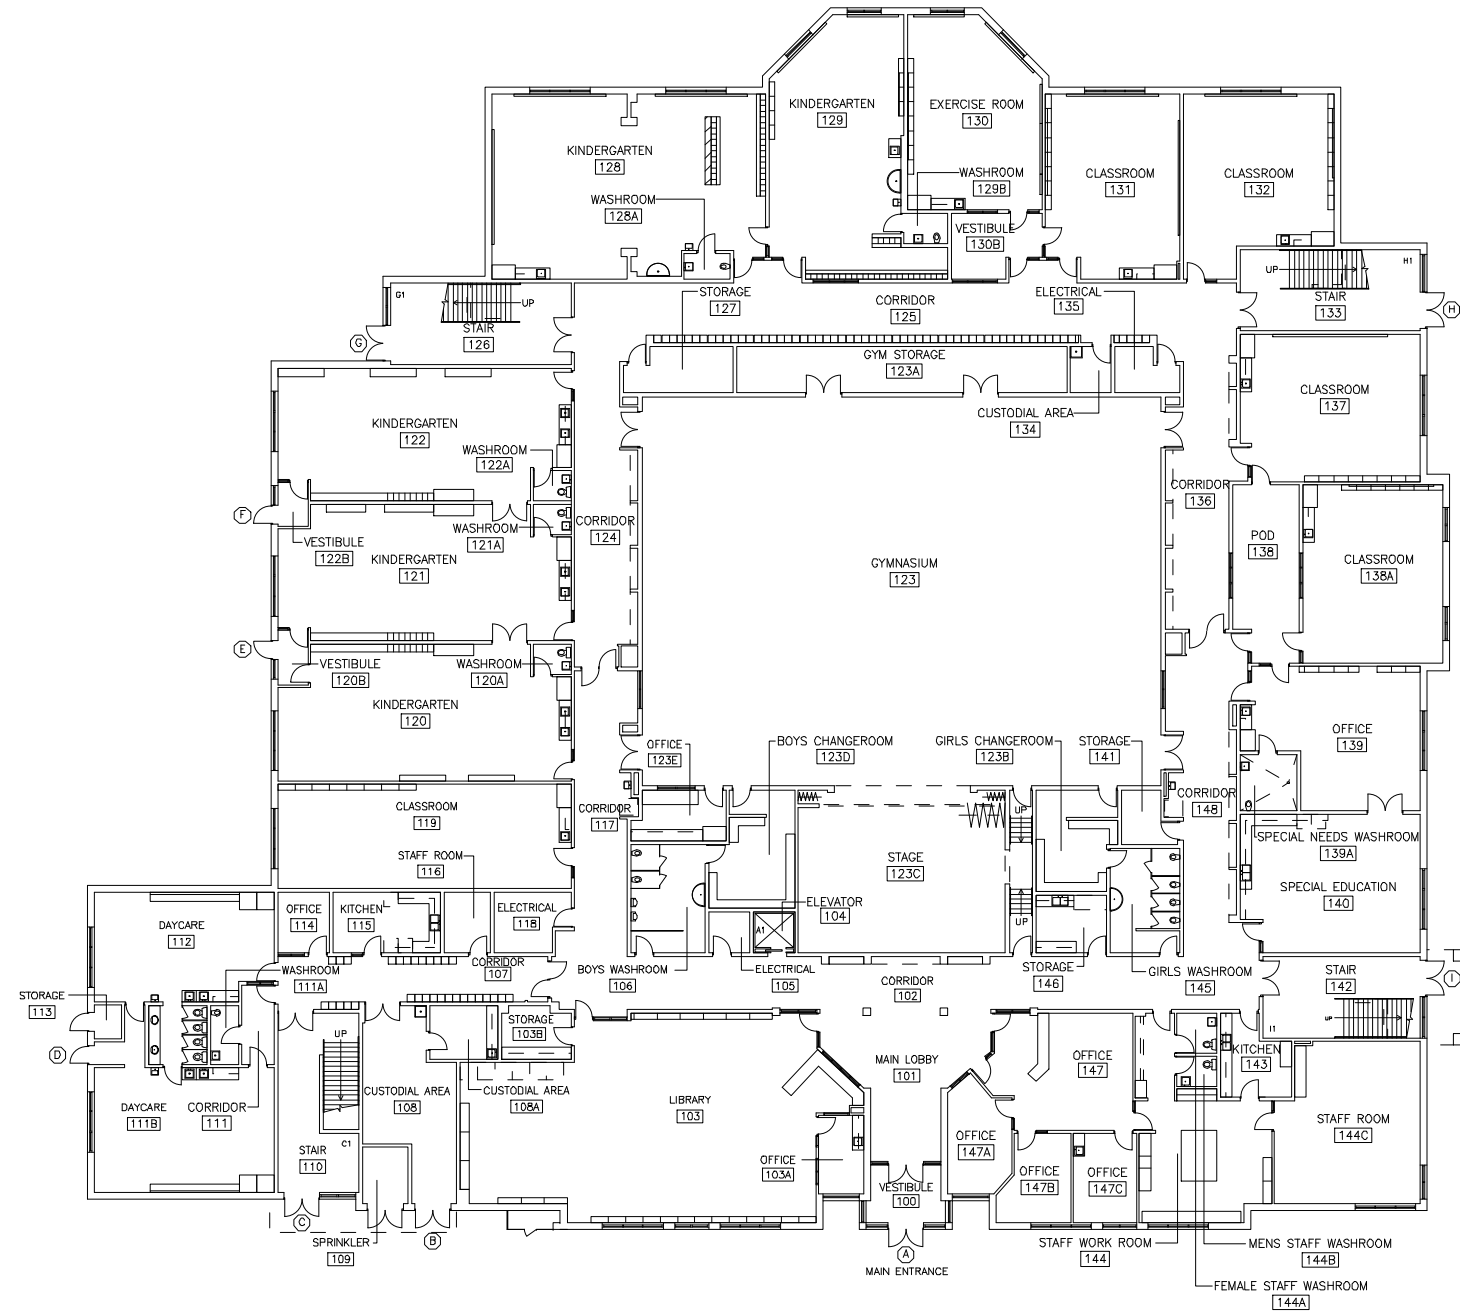 KINDERGARTEN
129
EXERCISE ROOM
130
KINDERGARTEN
128
WASHROOM
128A
WASHROOM
129B
CLASSROOM
131
CLASSROOM
132
VESTIBULE
130B
G1
UP
STAIR
126
G
STORAGE
127
CORRIDOR
125
ELECTRICAL
135
UP
H1
STAIR
133
H
GYM STORAGE
123A
CUSTODIAL AREA
134
CLASSROOM
137
KINDERGARTEN
122
WASHROOM
122A
F
VESTIBULE
122B
WASHROOM
121A
KINDERGARTEN
121
CORRIDOR
124
GYMNASIUM
123
CORRIDOR
136
POD
138
CLASSROOM
138A
E
VESTIBULE
120B
WASHROOM
120A
KINDERGARTEN
120
OFFICE
123E
BOYS CHANGEROOM
123D
GIRLS CHANGEROOM
123B
STORAGE
141
OFFICE
139
CLASSROOM
119
CORRIDOR
117
CORRIDOR
148
UP
SPECIAL NEEDS WASHROOM
139A
STAFF ROOM
116
STAGE
123C
SPECIAL EDUCATION
140
UP
DAYCARE
112
OFFICE
114
KITCHEN
115
ELECTRICAL
118
ELEVATOR
104
A1
CORRIDOR
107
WASHROOM
111A
BOYS WASHROOM
106
ELECTRICAL
105
CORRIDOR
102
STORAGE
146
GIRLS WASHROOM
145
STAIR
142
I
UP
I1
STORAGE
113
D
UP
STORAGE
103B
MAIN LOBBY
101
OFFICE
147
KITCHEN
143
DAYCARE
111B
CORRIDOR
111
CUSTODIAL AREA
108
CUSTODIAL AREA
108A
LIBRARY
103
STAFF ROOM
144C
C1
STAIR
110
OFFICE
103A
OFFICE
147A
OFFICE
147B
OFFICE
147C
VESTIBULE
100
C
B
SPRINKLER
109
A
MAIN ENTRANCE
STAFF WORK ROOM
144
MENS STAFF WASHROOM
144B
FEMALE STAFF WASHROOM
144A